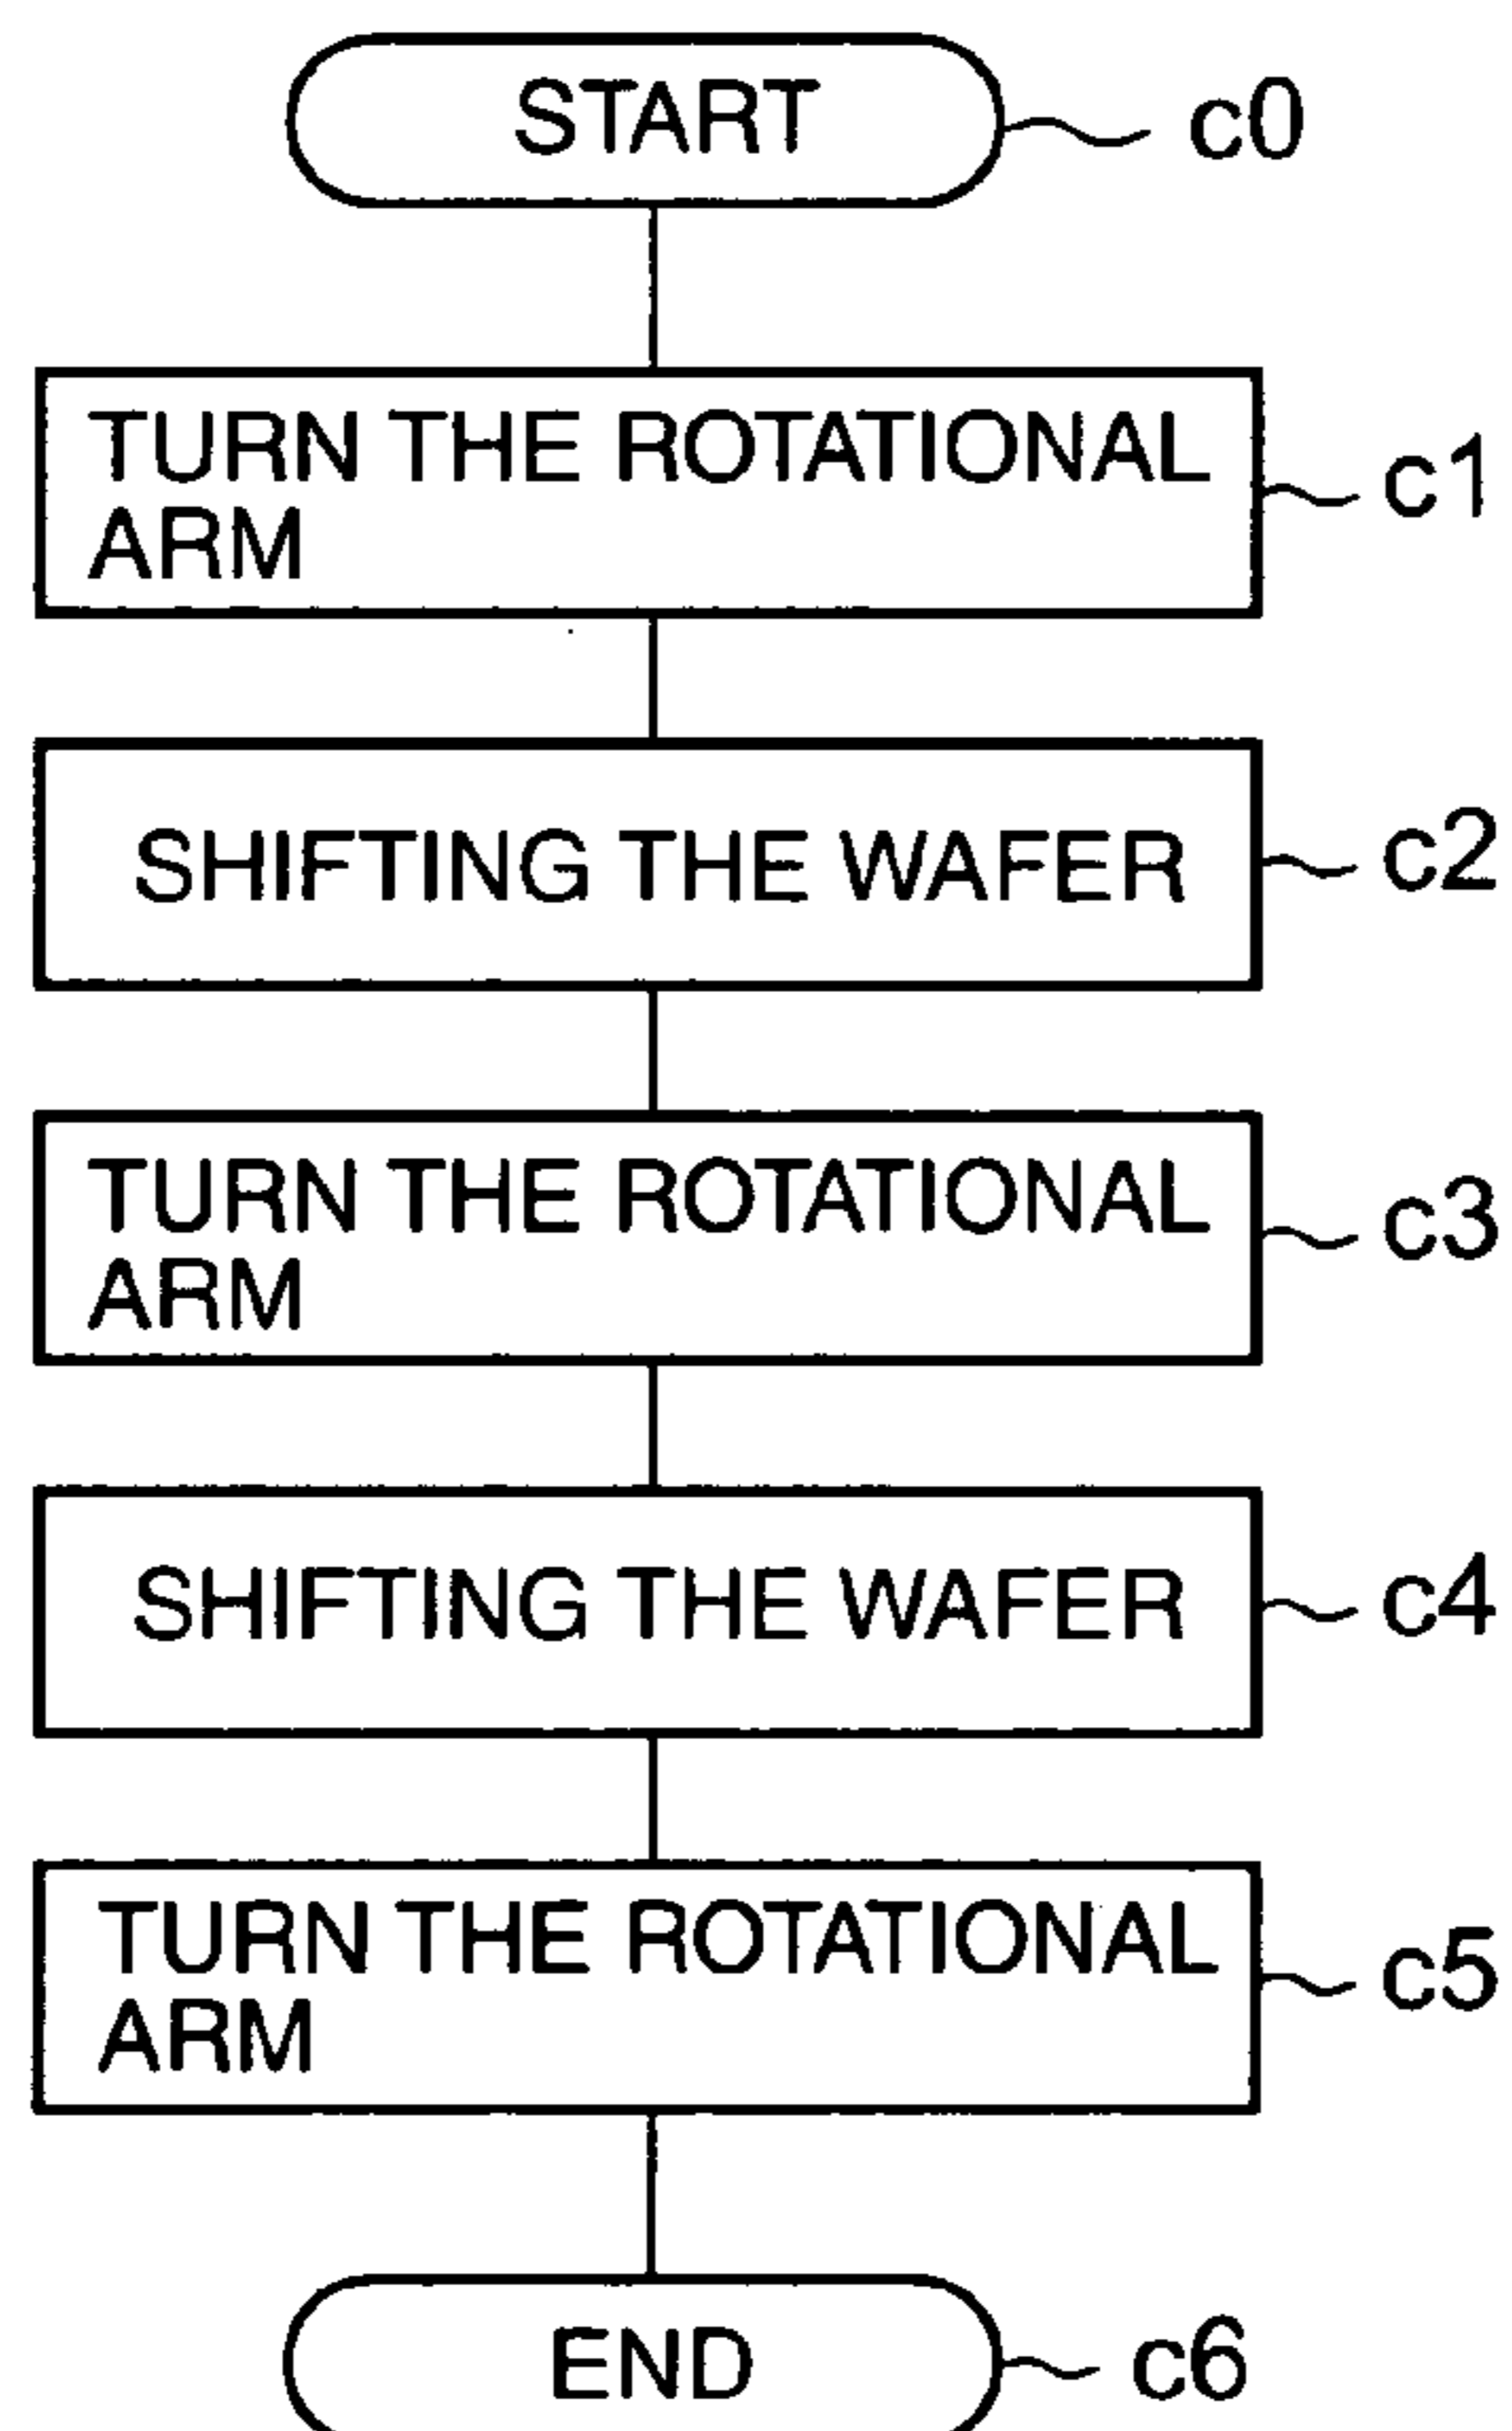 START
c0
TURN THE ROTATIONAL
ARM
c1
SHIFTING THE WAFER
c2
TURN THE ROTATIONAL
ARM
c3
SHIFTING THE WAFER
c4
TURN THE ROTATIONAL
ARM
c5
END
c6